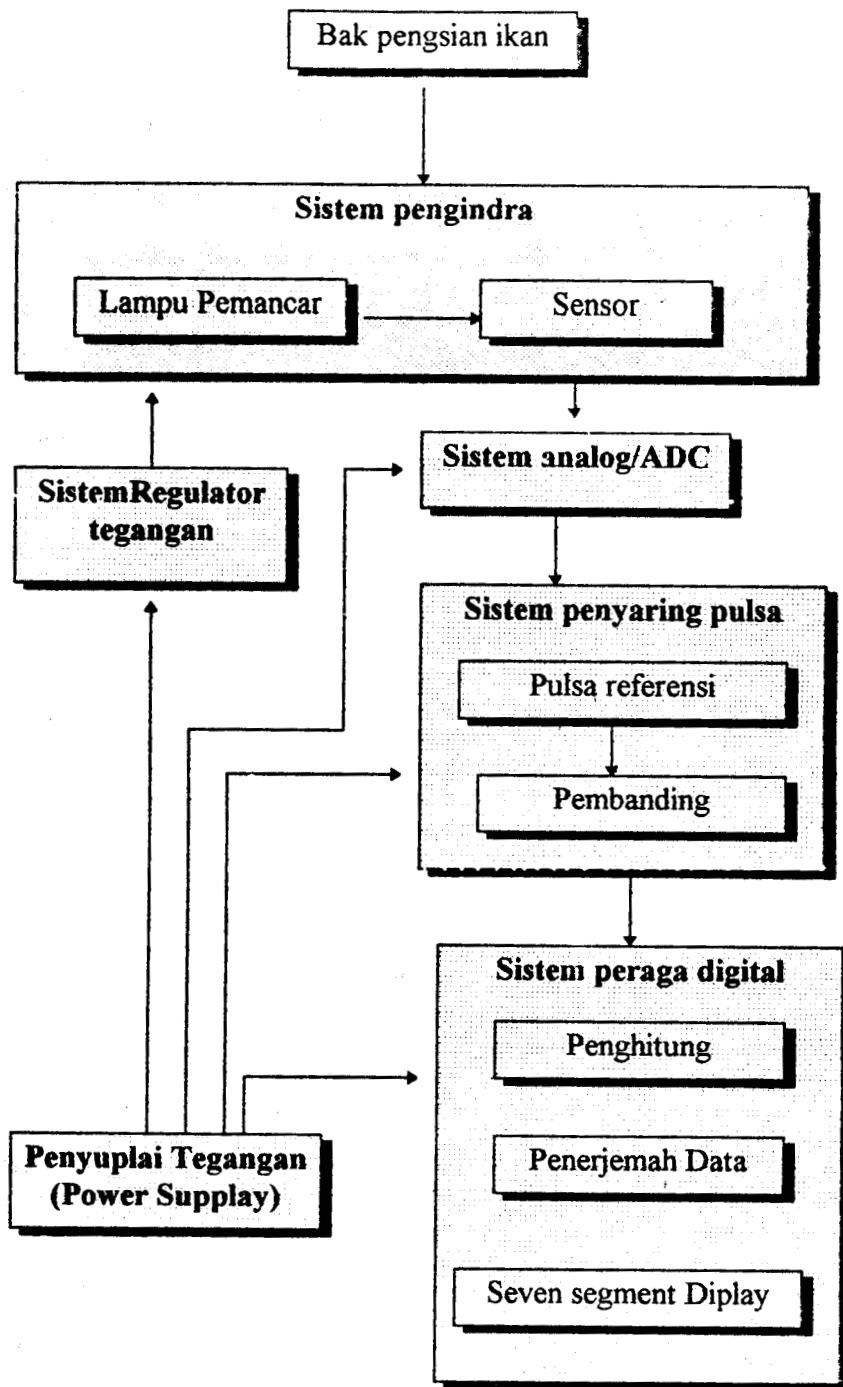 Bak pengsian ikan
Sistem pengindra
Lampu Pemancar
Sensor
Sistem analog/ADC
SistemRegulator
tegangan
Sistem penyaring pulsa
Pulsa referensi
Pembanding
Sistem peraga digital
Penghitung
Penerjemah Data
Seven segment Diplay
Penyuplai Tegangan
(Power Supplay)